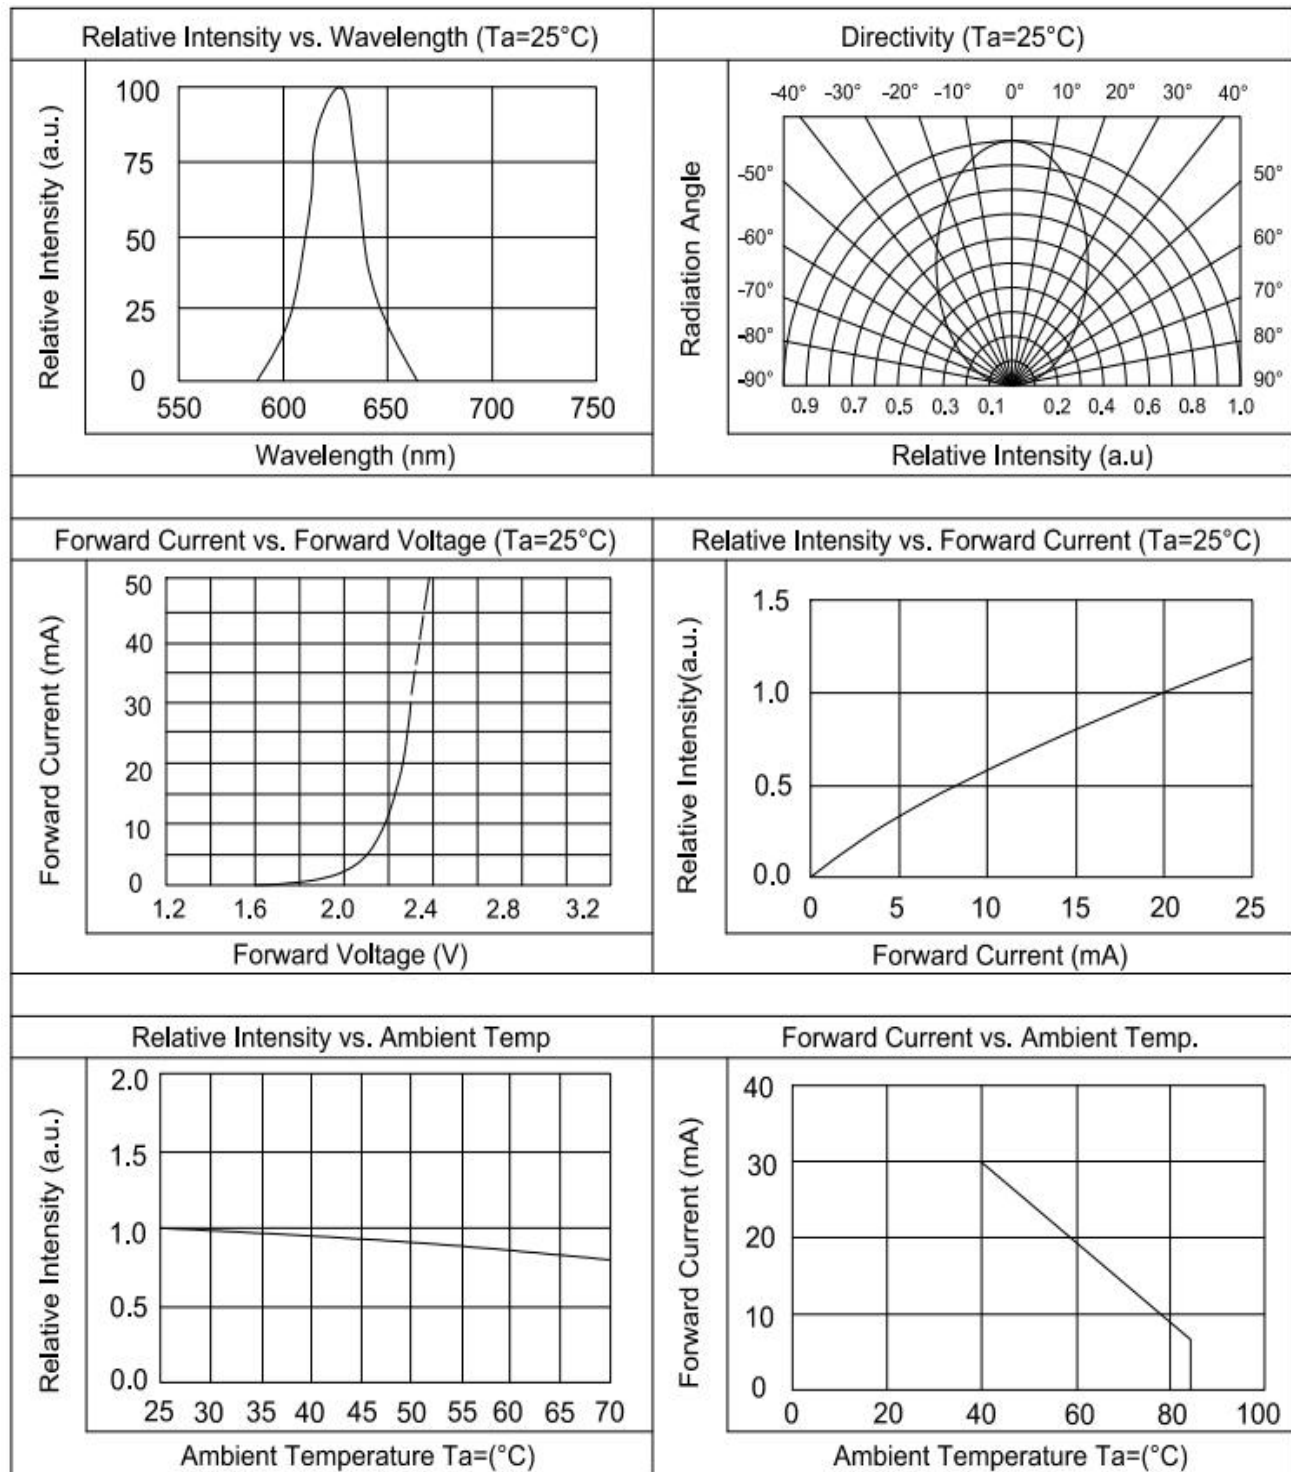 Relative Intensity vs. Wavelength (Ta=25°C)
Relative Intensity (a.u.)
100
75
50
25
0
550 600 650 700 750
Wavelength (nm)
Directivity (Ta=25°C)
Radiation Angle
-40° -30° -20° -10° 0° 10° 20° 30° 40°
-50° 50°
-60° 60°
-70° 70°
-80° 80°
-90° 90°
0.9 0.7 0.5 0.3 0.1 0.2 0.4 0.6 0.8 1.0
Relative Intensity (a.u)
Forward Current vs. Forward Voltage (Ta=25°C)
Forward Current (mA)
50
40
30
20
10
0
1.2 1.6 2.0 2.4 2.8 3.2
Forward Voltage (V)
Relative Intensity vs. Forward Current (Ta=25°C)
Relative Intensity(a.u.)
1.5
1.0
0.5
0.0
0 5 10 15 20 25
Forward Current (mA)
Relative Intensity vs. Ambient Temp
Relative Intensity (a.u.)
2.0
1.5
1.0
0.5
0.0
25 30 35 40 45 50 55 60 65 70
Ambient Temperature Ta=(°C)
Forward Current vs. Ambient Temp.
Forward Current (mA)
40
30
20
10
0
0 20 40 60 80 100
Ambient Temperature Ta=(°C)